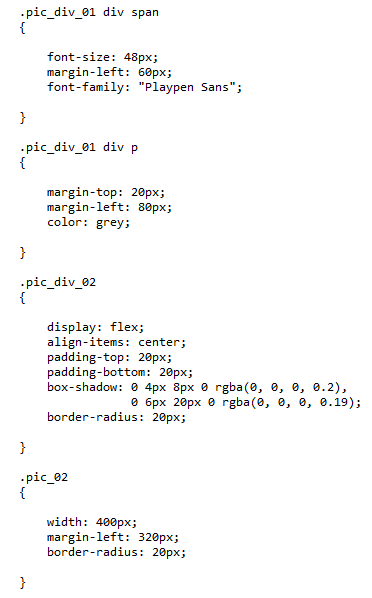 .pic_div_01 div span
{
font-size: 48px;
margin-left: 60px;
font-family: "Playpen Sans";
}
.pic_div_01 div p
{
margin-top: 20px;
margin-left: 80px;
color: grey;
}
.pic_div_02
{
display: flex;
align-items: center;
padding-top: 20px;
padding-bottom: 20px;
box-shadow: 0 4px 8px 0 rgba(0, 0, 0, 0.2),
0 6px 20px 0 rgba(0, 0, 0, 0.19);
border-radius: 20px;
}
.pic_02
{
width: 400px;
margin-left: 320px;
border-radius: 20px;
}